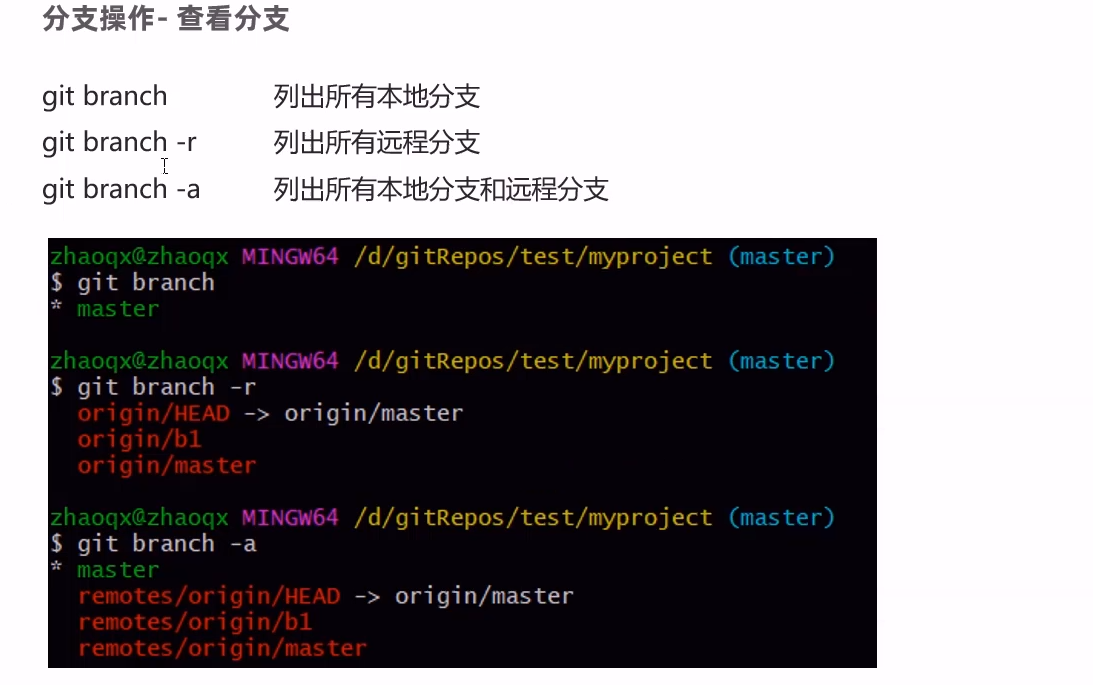 分支操作- 查看分支
git branch 列出所有本地分支
git branch -r 列出所有远程分支
git branch -a 列出所有本地分支和远程分支
zhaoqx@zhaoqx MINGW64 /d/gitRepos/test/myproject (master)
$ git branch
* master
zhaoqx@zhaoqx MINGW64 /d/gitRepos/test/myproject (master)
$ git branch -r
origin/HEAD -> origin/master
origin/b1
origin/master
zhaoqx@zhaoqx MINGW64 /d/gitRepos/test/myproject (master)
$ git branch -a
* master
remotes/origin/HEAD -> origin/master
remotes/origin/b1
remotes/origin/master